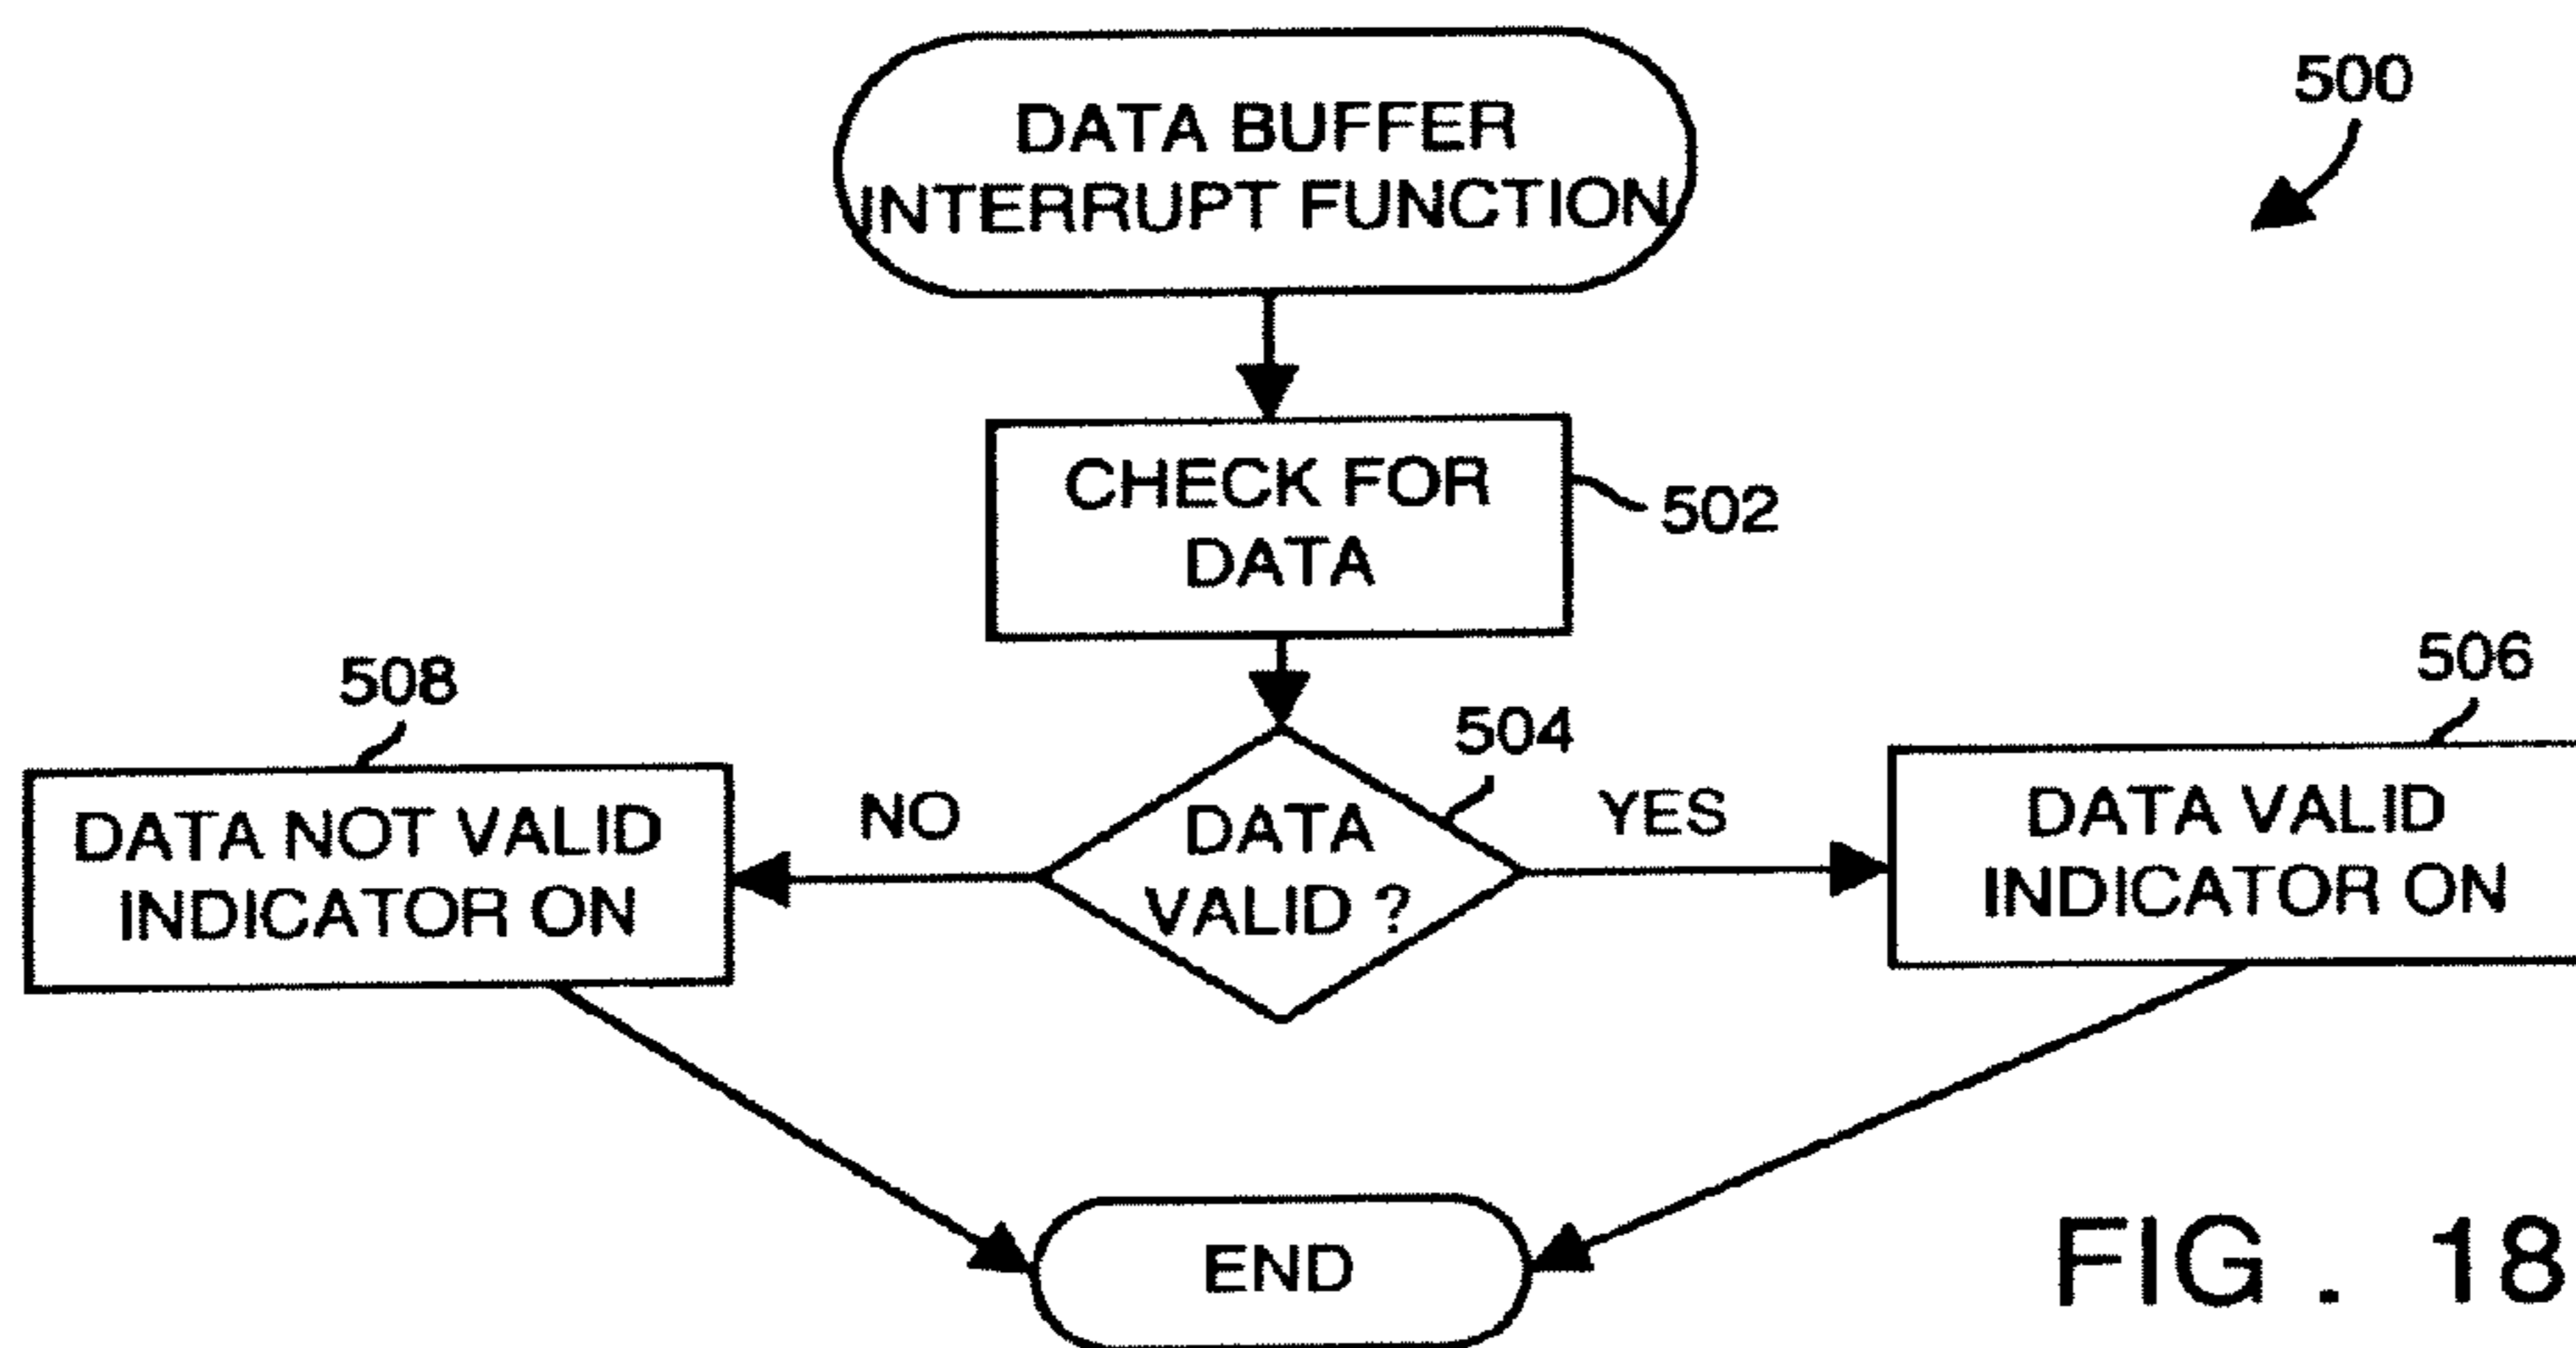 DATA BUFFER
INTERRUPT FUNCTION
500
CHECK FOR
DATA
502
508
506
504
DATA NOT VALID
INDICATOR ON
NO
DATA
VALID ?
YES
DATA VALID
INDICATOR ON
END
FIG . 18